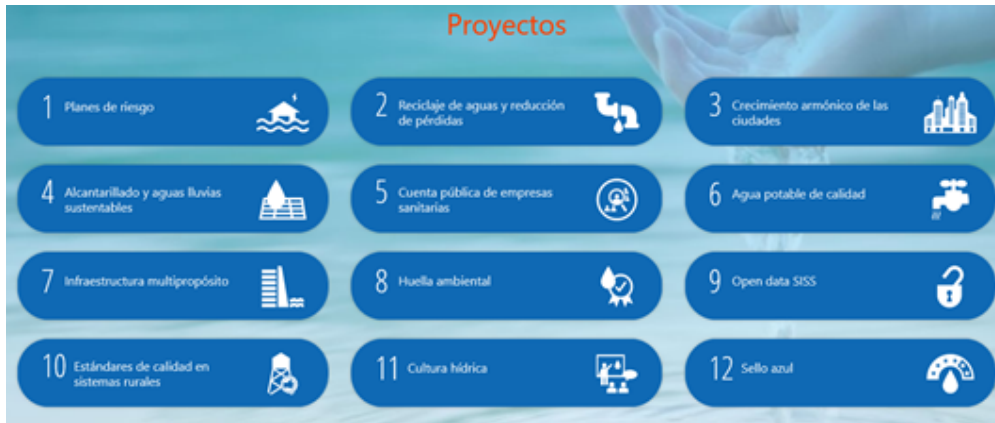 Proyectos
1 Planes de riesgo
2 Reciclaje de aguas y reducción
de pérdidas
3 Crecimiento armónico de las
ciudades
4 Alcantarillado y aguas lluvias
sustentables
5 Cuenta pública de empresas
sanitarias
6 Agua potable de calidad
7 Infraestructura multipropósito
8 Huella ambiental
9 Open data SISS
10 Estándares de calidad en
sistemas rurales
11 Cultura hídrica
12 Sello azul